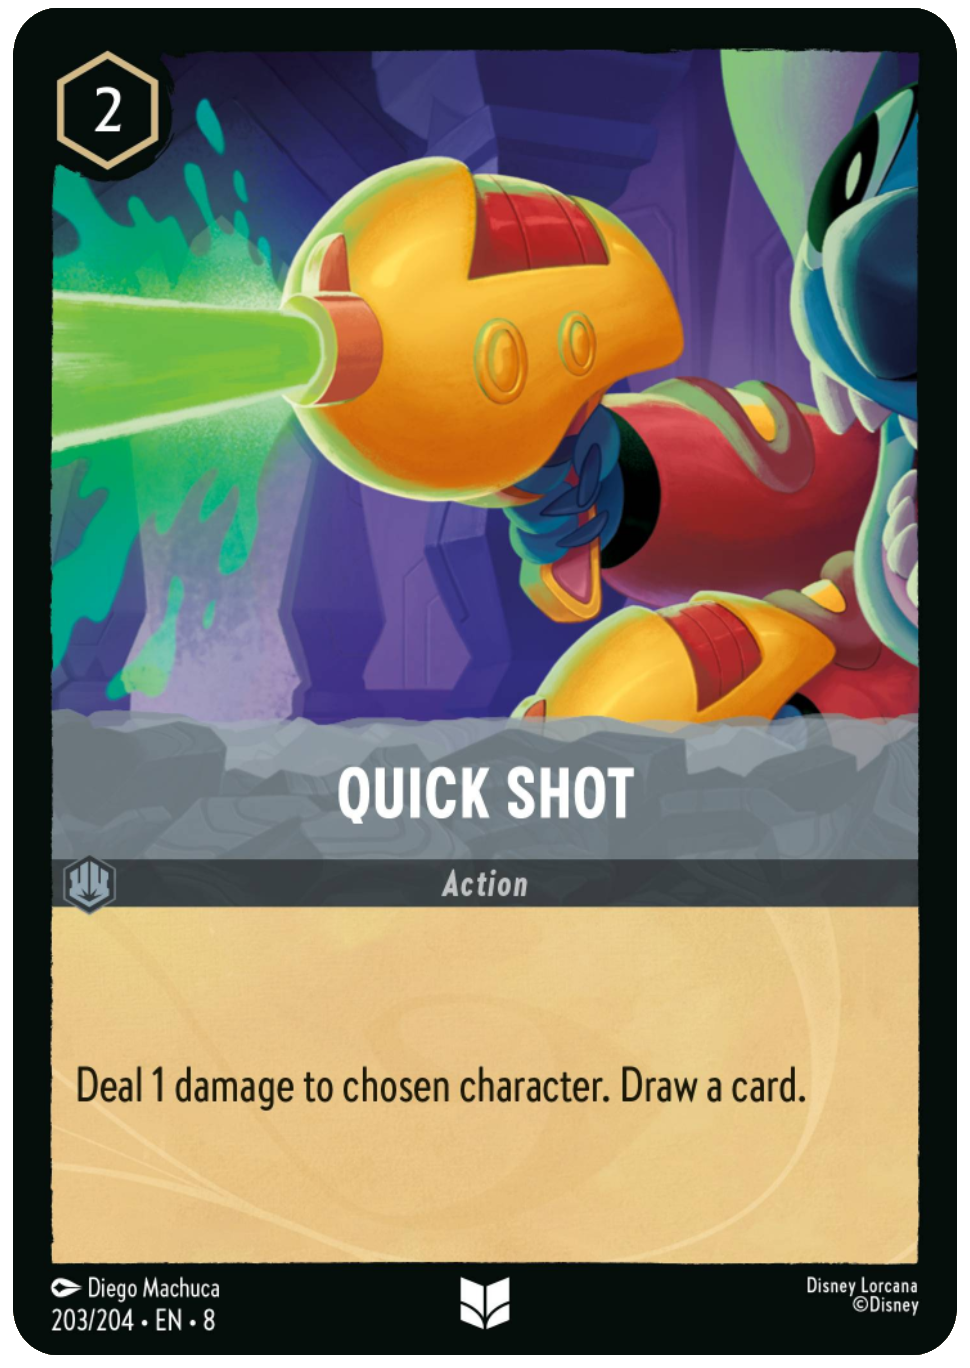 2
QUICK SHOT
Action
Deal 1 damage to chosen character. Draw a card.
Diego Machuca
203/204 • EN • 8
Disney Lorcana
©Disney